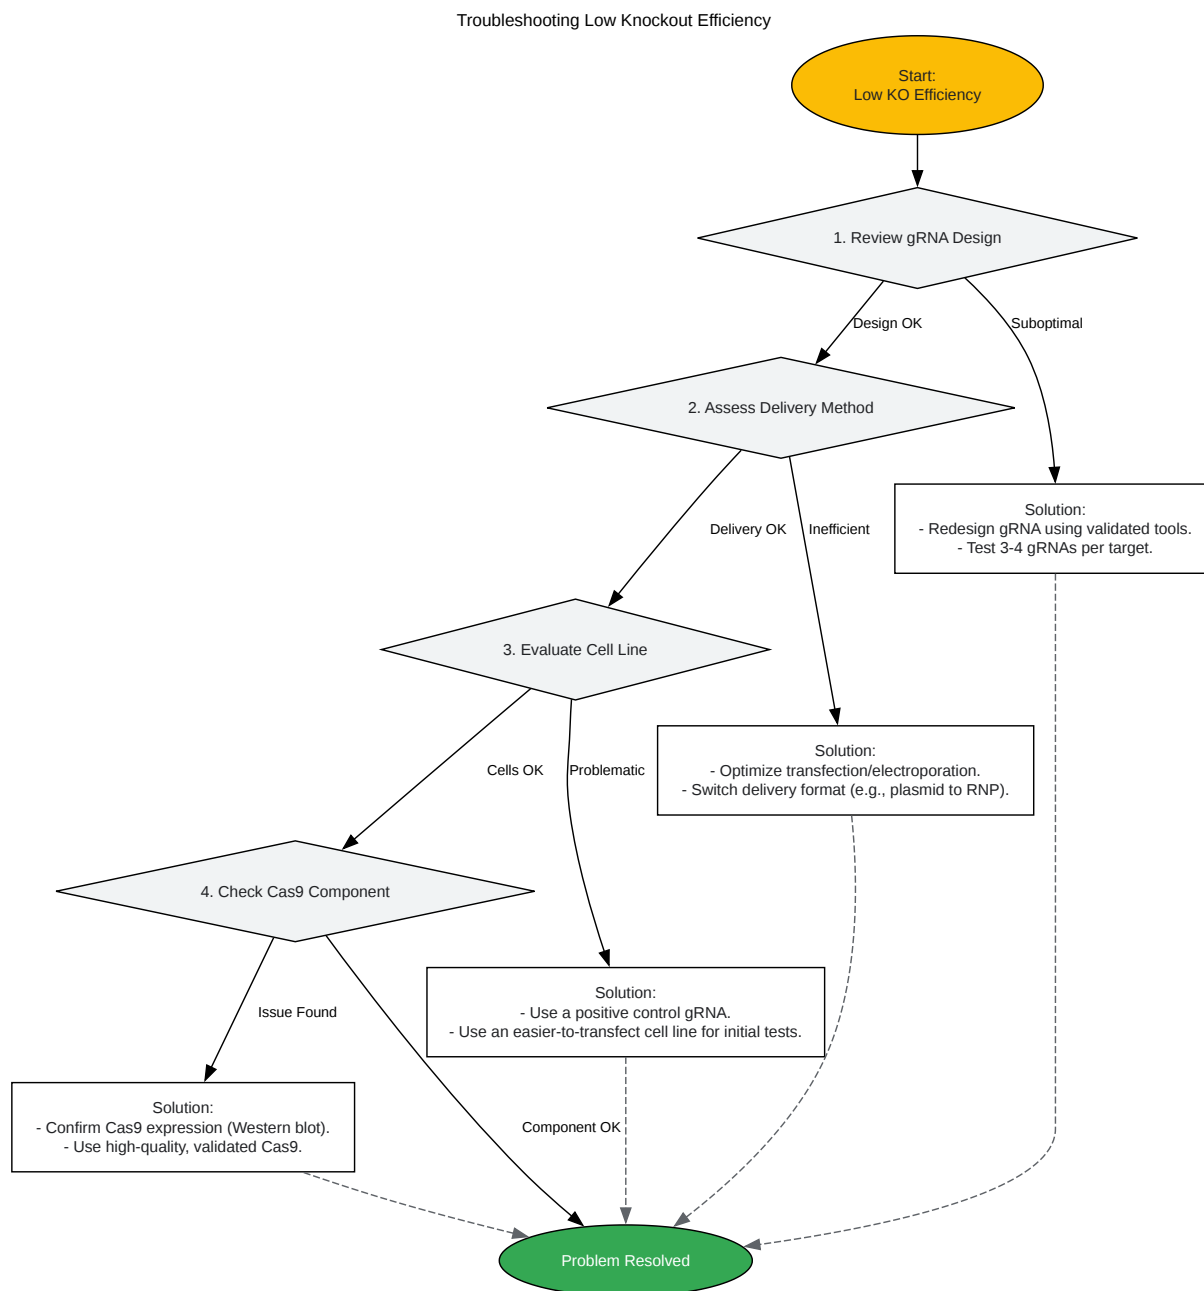 Troubleshooting Low Knockout Efficiency
Start:
Low KO Efficiency
1. Review gRNA Design
Design OK
Suboptimal
2. Assess Delivery Method
Solution:
- Redesign gRNA using validated tools.
- Test 3-4 gRNAs per target.
Delivery OK
Inefficient
3. Evaluate Cell Line
Solution:
- Optimize transfection/electroporation.
- Switch delivery format (e.g., plasmid to RNP).
Cells OK
Problematic
4. Check Cas9 Component
Solution:
- Use a positive control gRNA.
- Use an easier-to-transfect cell line for initial tests.
Issue Found
Solution:
- Confirm Cas9 expression (Western blot).
- Use high-quality, validated Cas9.
Component OK
Problem Resolved